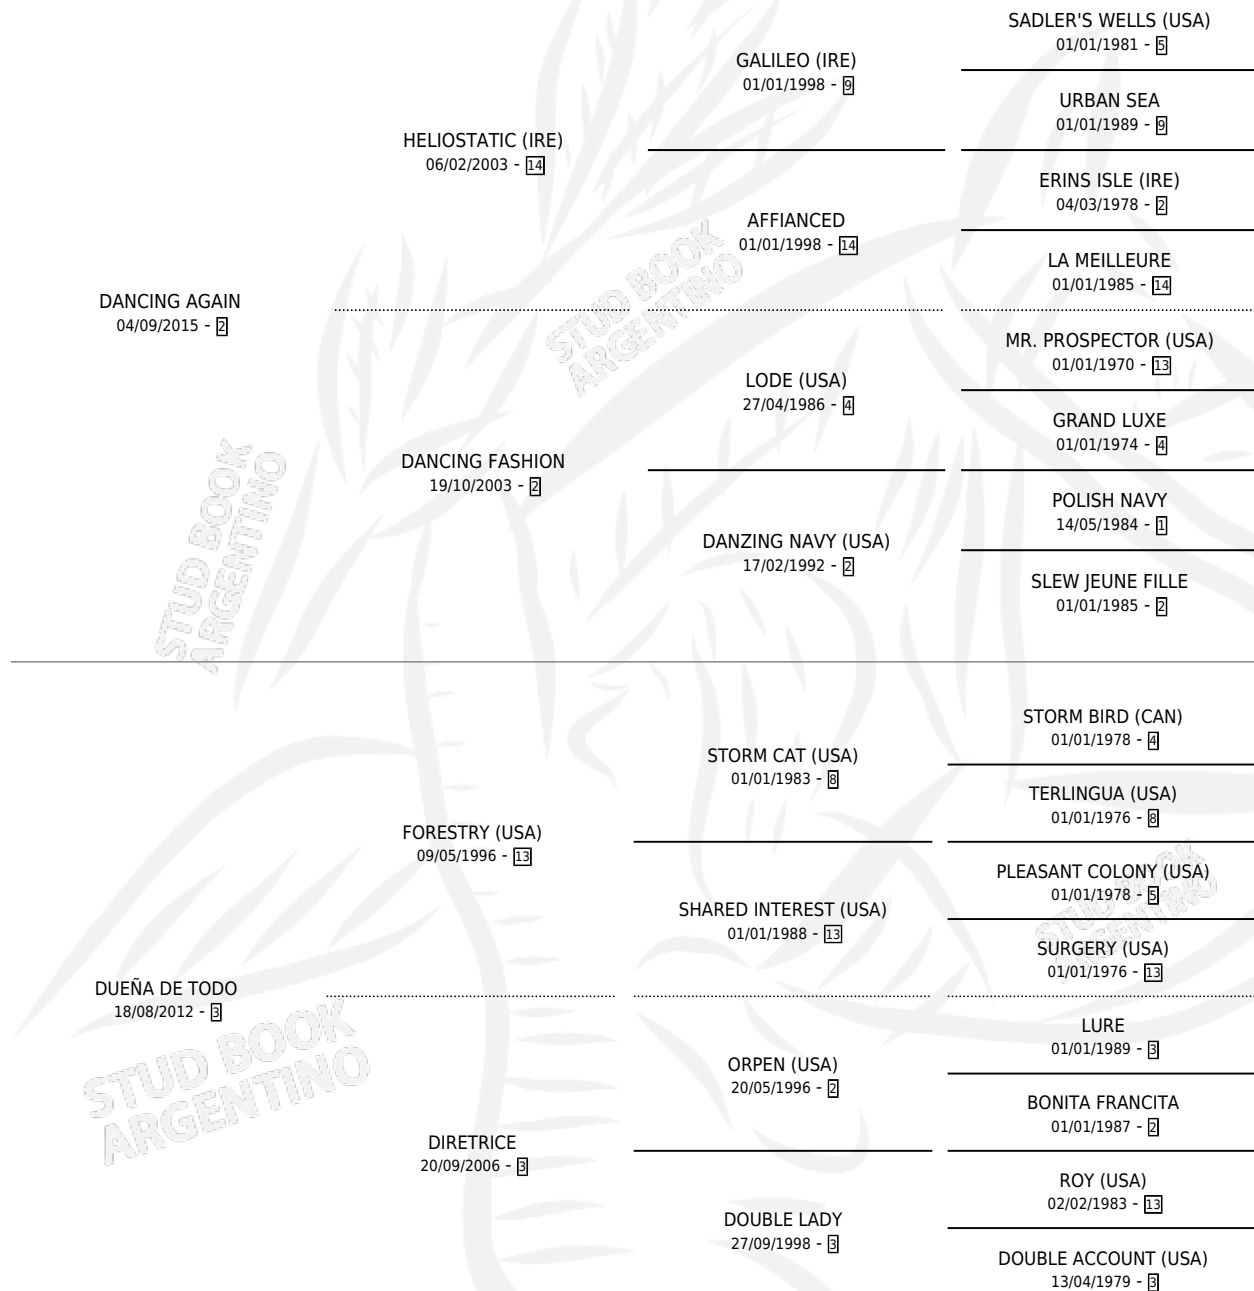 SADLER'S WELLS (USA)
01/01/1981 - 5
GALILEO (IRE)
01/01/1998 - 9
URBAN SEA
01/01/1989 - 9
HELIOSTATIC (IRE)
06/02/2003 - 14
ERINS ISLE (IRE)
04/03/1978 - 2
AFFIANCED
01/01/1998 - 14
LA MEILLEURE
01/01/1985 - 14
DANCING AGAIN
04/09/2015 - 2
MR. PROSPECTOR (USA)
01/01/1970 - 13
LODE (USA)
27/04/1986 - 4
GRAND LUXE
01/01/1974 - 4
DANCING FASHION
19/10/2003 - 2
POLISH NAVY
14/05/1984 - 1
DANZING NAVY (USA)
17/02/1992 - 2
SLEW JEUNE FILLE
01/01/1985 - 2
STUD BOOK
ARGENTINO
STUD BOOK
ARGENTINO
STORM BIRD (CAN)
01/01/1978 - 4
STORM CAT (USA)
01/01/1983 - 8
TERLINGUA (USA)
01/01/1976 - 8
FORESTRY (USA)
09/05/1996 - 13
PLEASANT COLONY (USA)
01/01/1978 - 5
SHARED INTEREST (USA)
01/01/1988 - 13
SURGERY (USA)
01/01/1976 - 13
DUEÑA DE TODO
18/08/2012 - 3
LURE
01/01/1989 - 3
ORPEN (USA)
20/05/1996 - 2
BONITA FRANCITA
01/01/1987 - 2
DIRETRICE
20/09/2006 - 3
ROY (USA)
02/02/1983 - 13
DOUBLE LADY
27/09/1998 - 3
DOUBLE ACCOUNT (USA)
13/04/1979 - 3
STUD BOOK
ARGENTINO
STUD BOOK
ARGENTINO